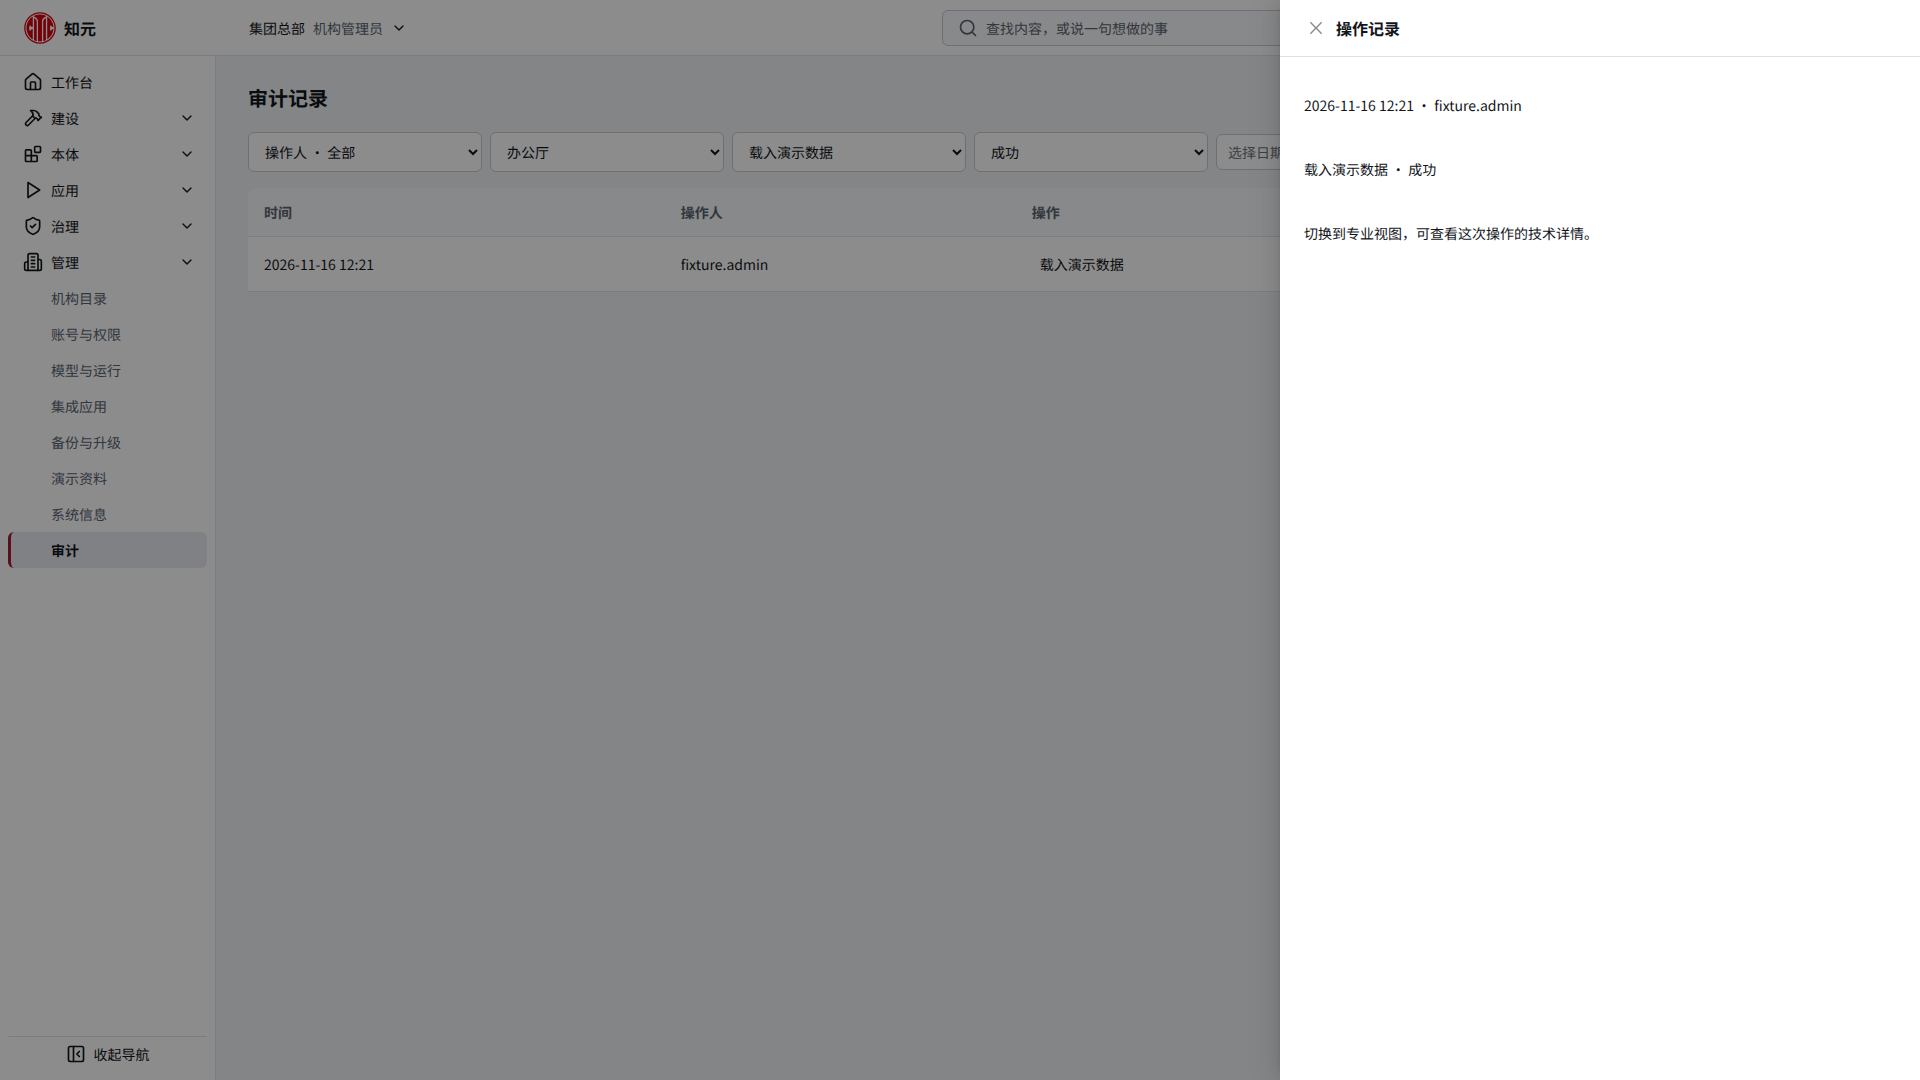 知元
集团总部 机构管理员
查找内容，或说一句想做的事
工作台
建设
本体
应用
治理
管理
机构目录
账号与权限
模型与运行
集成应用
备份与升级
演示资料
系统信息
审计
收起导航
审计记录
操作人 · 全部
办公厅
载入演示数据
成功
选择日期
时间
操作人
操作
2026-11-16 12:21
fixture.admin
载入演示数据
操作记录
2026-11-16 12:21 · fixture.admin
载入演示数据 · 成功
切换到专业视图，可查看这次操作的技术详情。